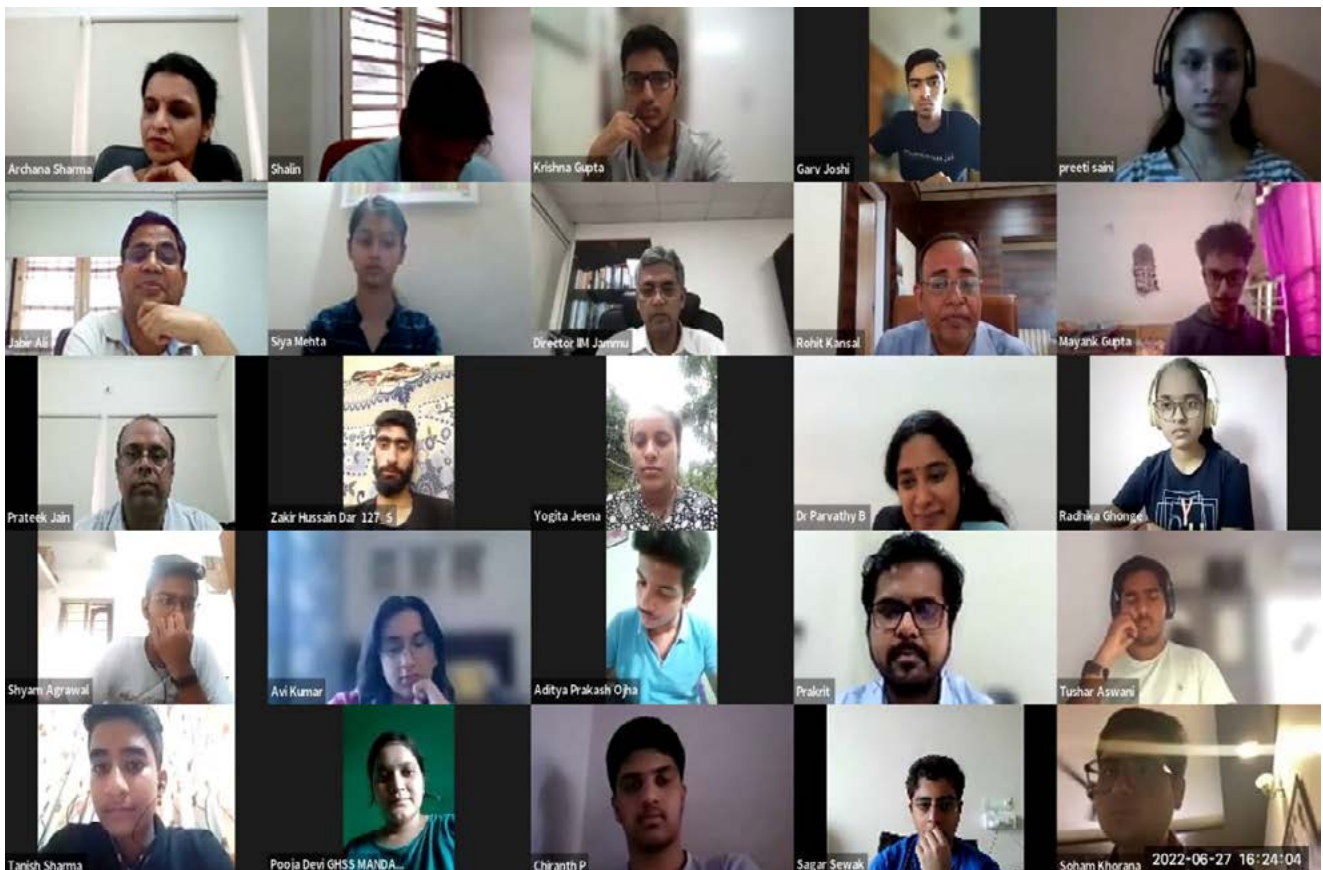 Archana Sharma
Shalin
Krishna Gupta
Garv Joshi
preeti saini
Jabir Ali
Siya Mehta
Director IIM Jammu
Rohit Kansal
Mayank Gupta
Prateek Jain
Zakir Hussain Dar 127_S
Yogita Jeena
Dr Parvathy B
Radhika Ghonge
Shyam Agrawal
Avi Kumar
Aditya Prakash Ojha
Prakrit
Tushar Aswani
Tanish Sharma
Pooja Devi GHSS MANDA...
Chiranth P
Sagar Sewak
Soham Khorana
2022-06-27 16:24:04